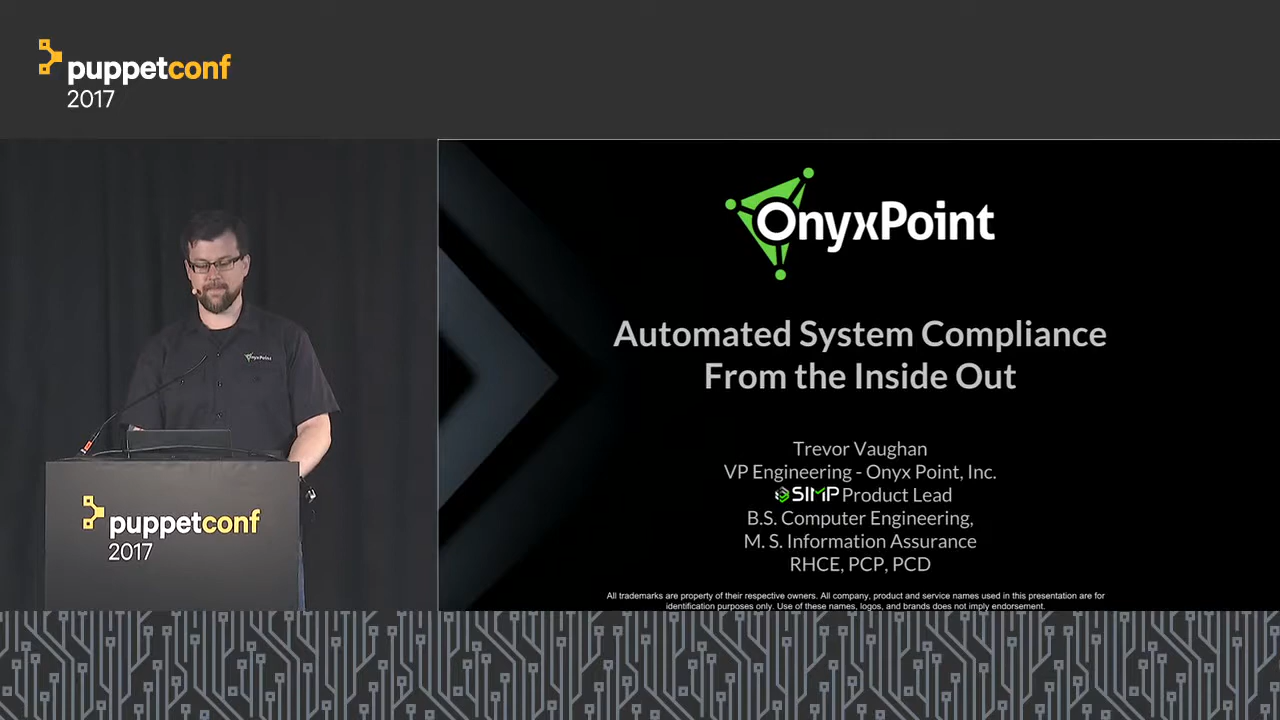 puppetconf
2017
OnyxPoint
Automated System Compliance
From the Inside Out
Trevor Vaughan
VP Engineering - Onyx Point, Inc.
SIMP Product Lead
B.S. Computer Engineering,
M. S. Information Assurance
RHCE, PCP, PCD
All trademarks are property of their respective owners. All company, product and service names used in this presentation are for
identification purposes only. Use of these names, logos, and brands does not imply endorsement.
OnyxPoint
puppetconf
2017